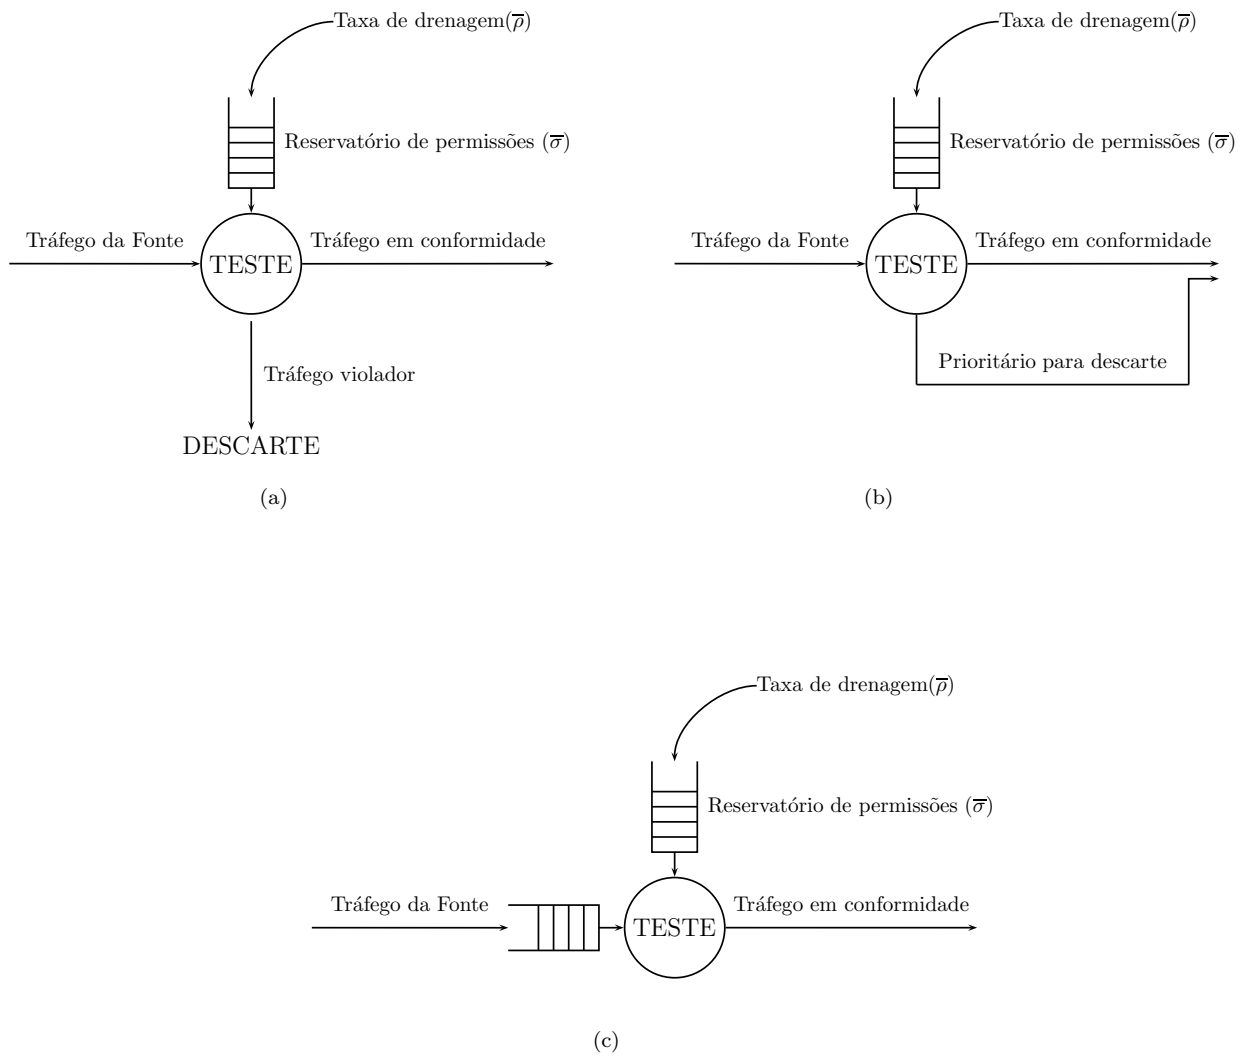 Taxa de drenagem(ρ̅)
Reservatório de permissões (σ̅)
Tráfego da Fonte
TESTE
Tráfego em conformidade
Tráfego violador
DESCARTE
(a)
Taxa de drenagem(ρ̅)
Reservatório de permissões (σ̅)
Tráfego da Fonte
TESTE
Tráfego em conformidade
Prioritário para descarte
(b)
Taxa de drenagem(ρ̅)
Reservatório de permissões (σ̅)
Tráfego da Fonte
TESTE
Tráfego em conformidade
(c)